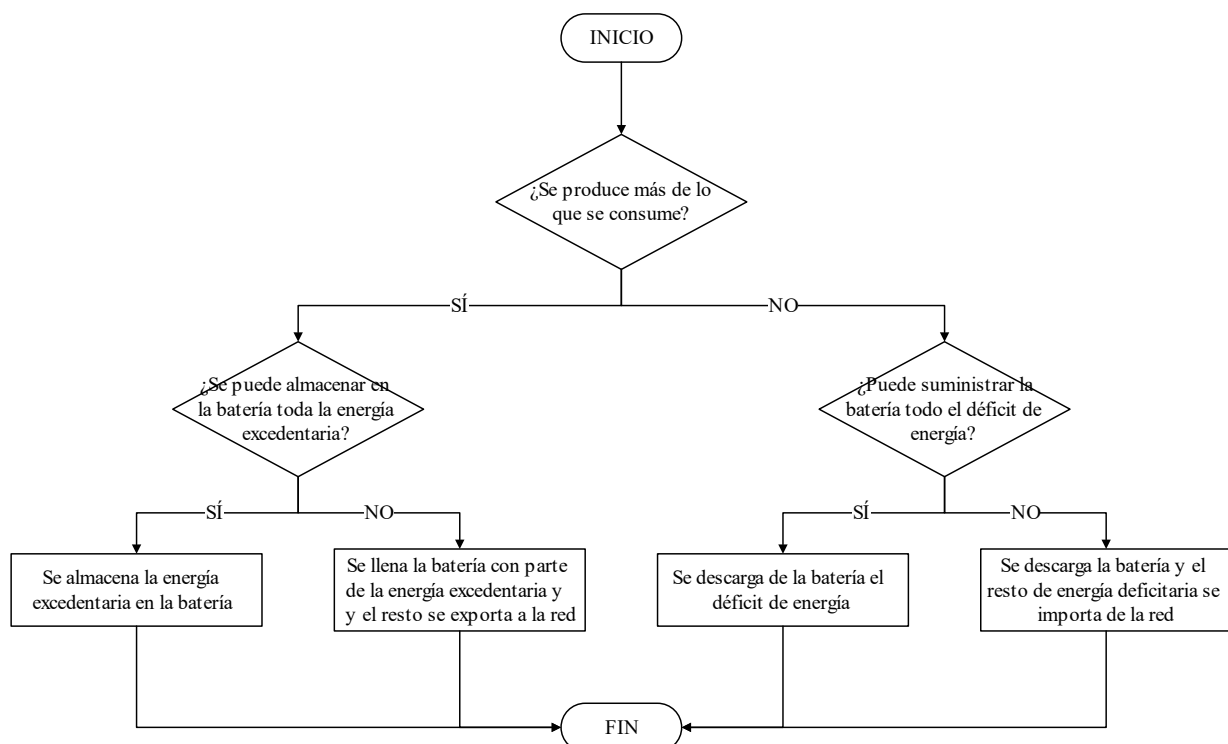 INICIO
¿Se produce más de lo
que se consume?
SÍ
NO
¿Se puede almacenar en
la batería toda la energía
excedentaria?
¿Puede suministrar la
batería todo el déficit de
energía?
SÍ
NO
SÍ
NO
Se almacena la energía
excedentaria en la batería
Se llena la batería con parte
de la energía excedentaria y
y el resto se exporta a la red
Se descarga de la batería el
déficit de energía
Se descarga la batería y el
resto de energía deficitaria se
importa de la red
FIN